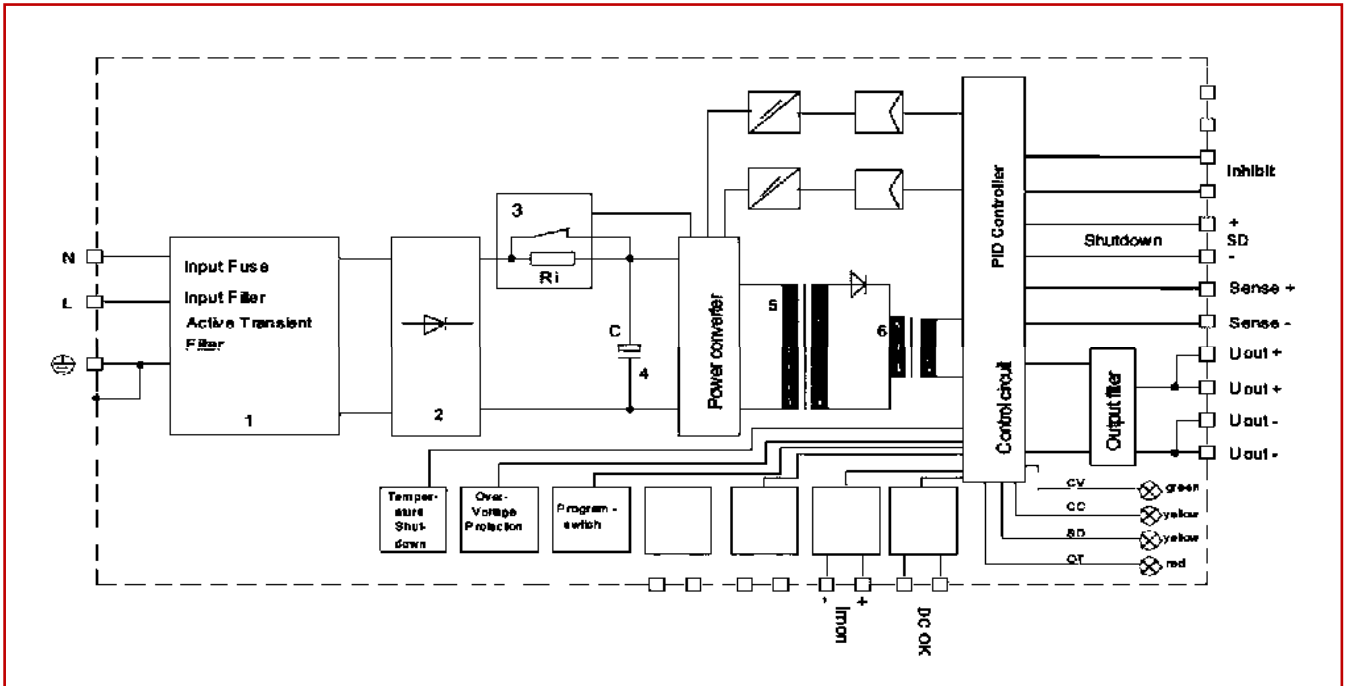 N
L
Input Fuse
Input Filter
Active Transient
Filter
1
2
3
Ri
C
4
Power converter
5
6
PID Controller
Control circuit
Output filter
Inhibit
Shutdown
+
SD
-
Sense +
Sense -
Uout +
Uout +
Uout -
Uout -
CV
green
CC
yellow
SD
yellow
OT
red
Temper-
ature
Shut-
down
Over-
Voltage
Protection
Program -
switch
+
Imon
DC OK